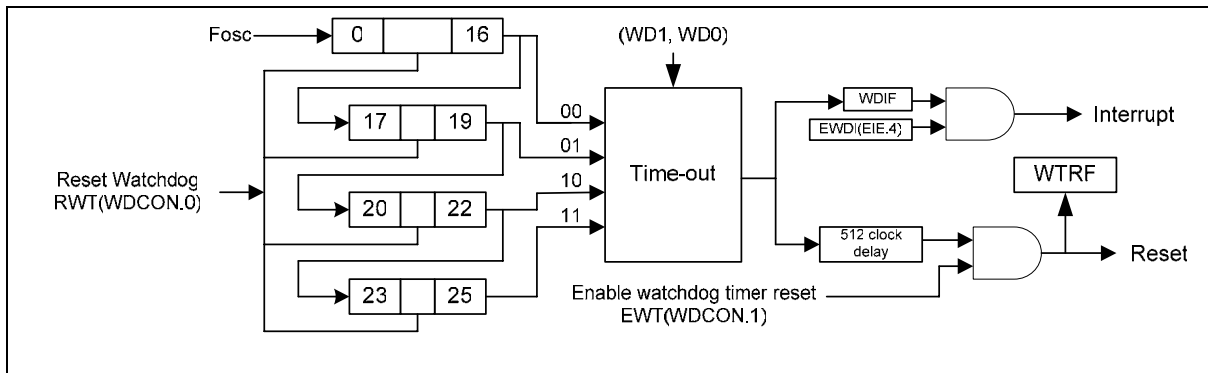 Fosc
0 16
(WD1, WD0)
17 19
00
01
10
11
WDIF
EWDI(EIE.4)
Interrupt
Time-out
Reset Watchdog
RWT(WDCON.0)
20 22
WTRF
512 clock
delay
Reset
23 25
Enable watchdog timer reset
EWT(WDCON.1)